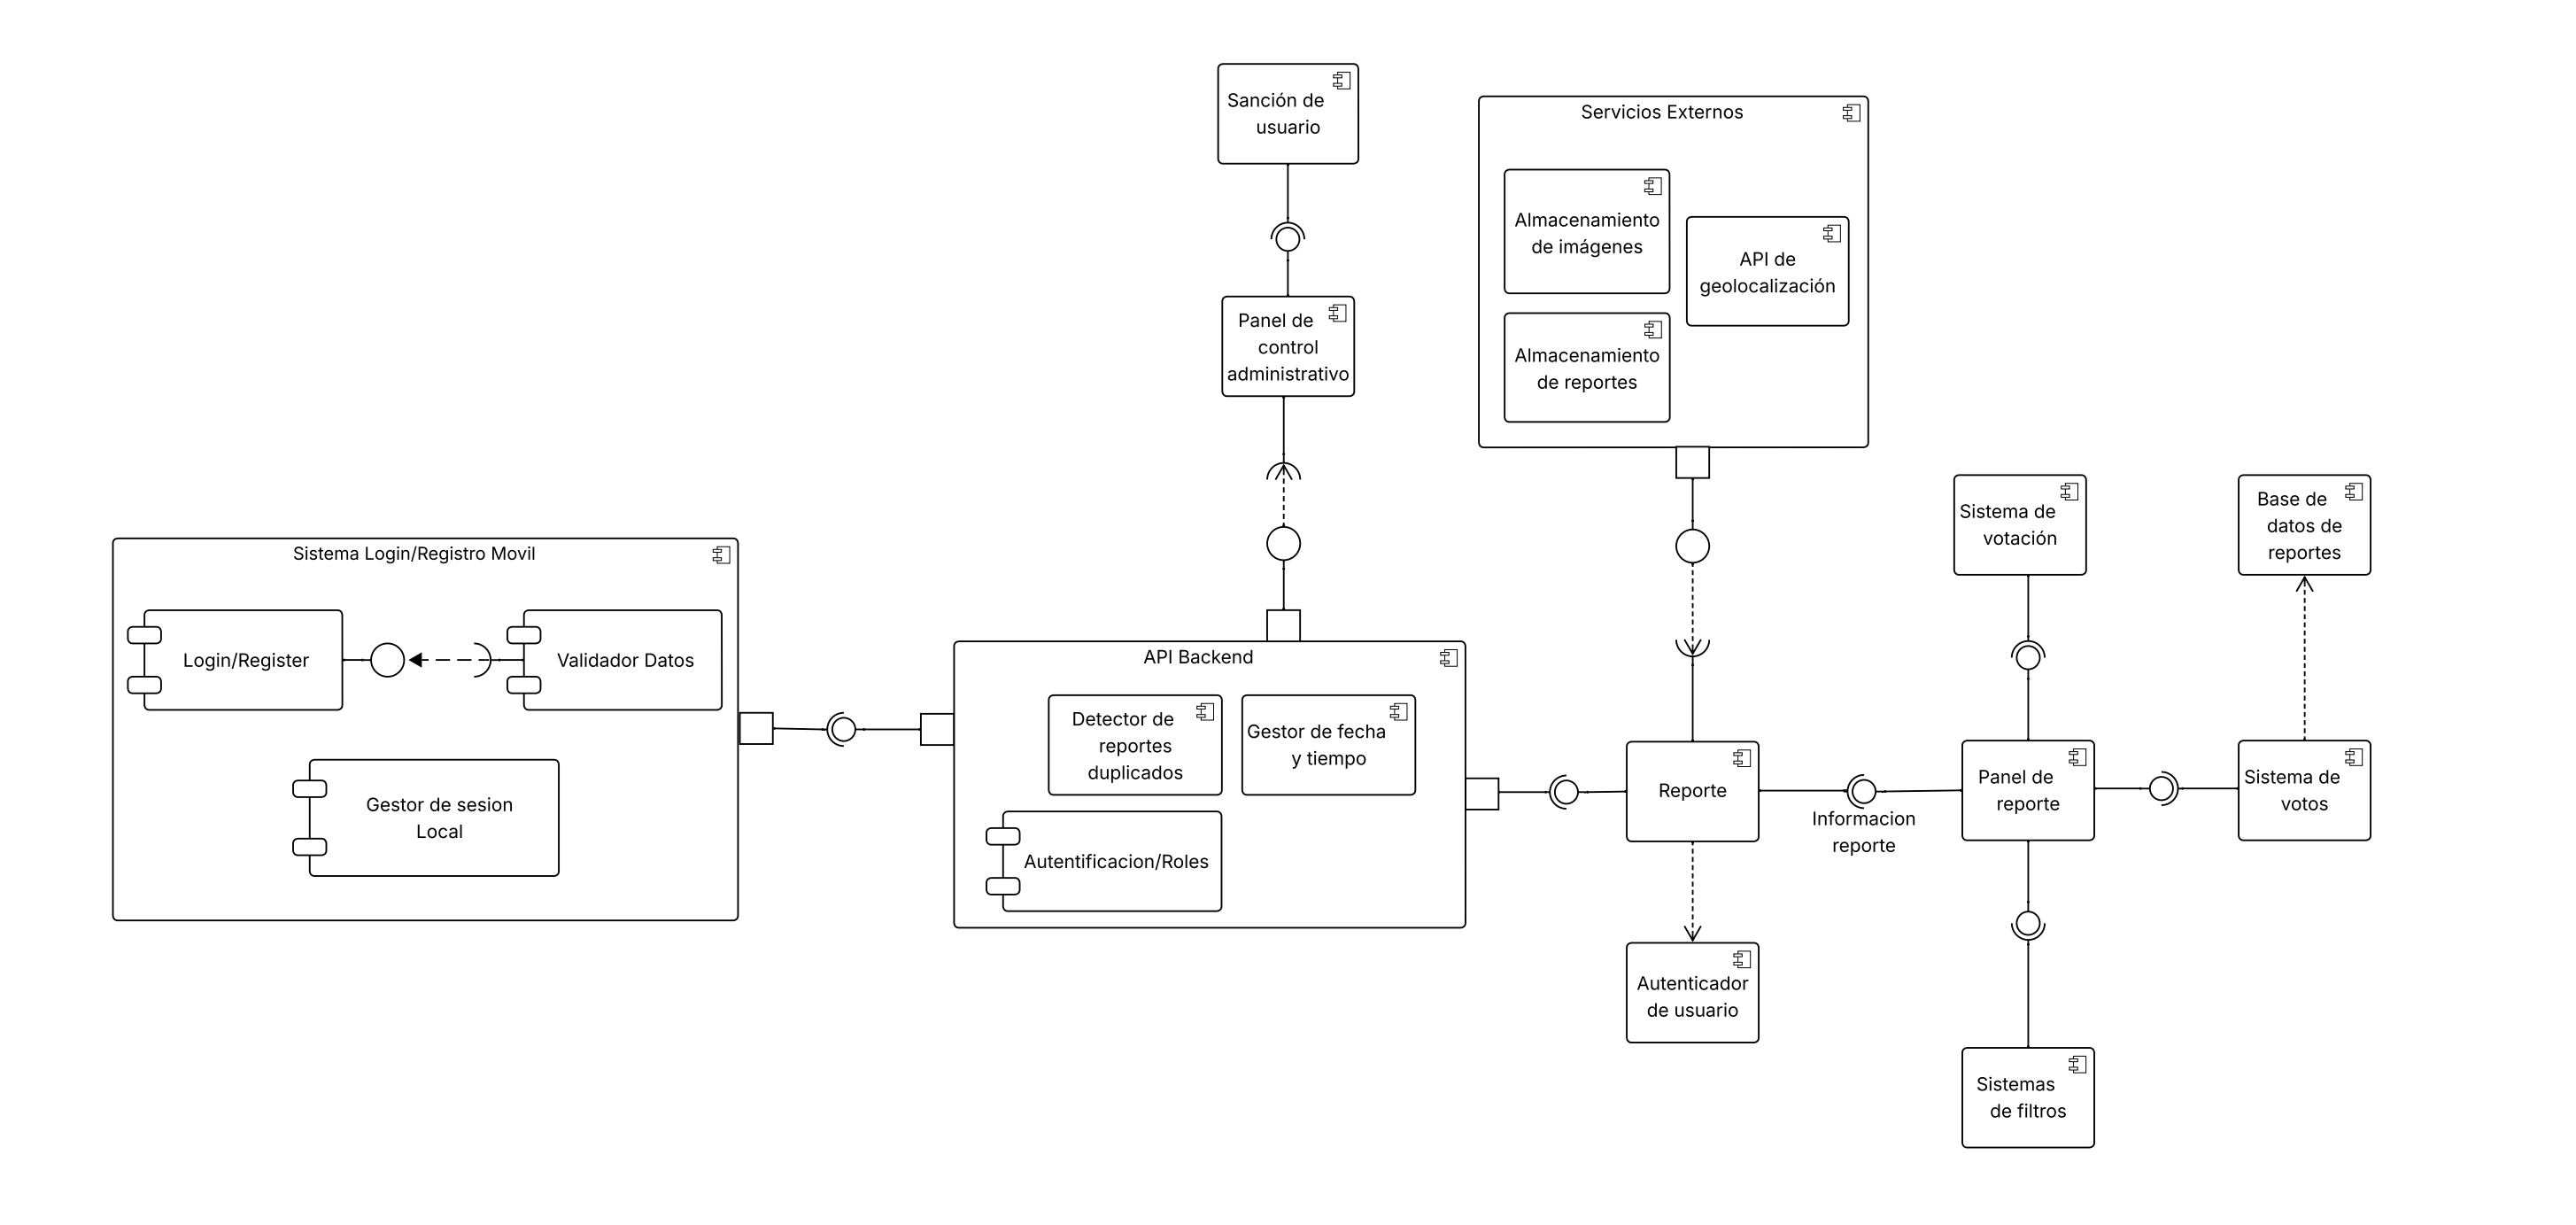 Sanción de
usuario
Servicios Externos
Almacenamiento
de imágenes
API de
geolocalización
Panel de
control
administrativo
Almacenamiento
de reportes
Sistema de
votación
Base de
datos de
reportes
Sistema Login/Registro Movil
Login/Register
Validador Datos
Gestor de sesion
Local
API Backend
Detector de
reportes
duplicados
Gestor de fecha
y tiempo
Autentificacion/Roles
Reporte
Informacion
reporte
Panel de
reporte
Sistema de
votos
Autenticador
de usuario
Sistemas
de filtros